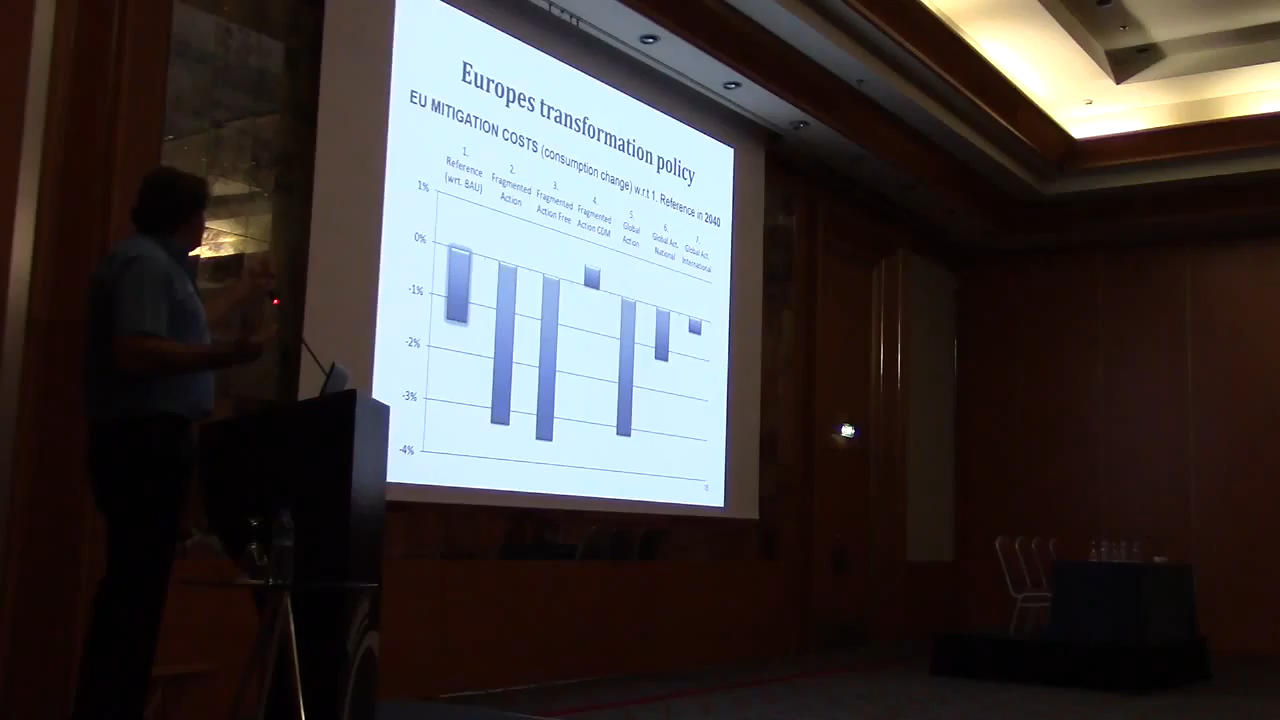 Europes transformation policy
EU MITIGATION COSTS (consumption change) w.r.t 1. Reference in 2040
1.
Reference
(wrt. BAU)
2.
Fragmented
Action
3.
Fragmented
Action Free
4.
Fragmented
Action CDM
5.
Global
Action
6.
Global Act.
National
7.
Global Act.
International
1%
0%
-1%
-2%
-3%
-4%